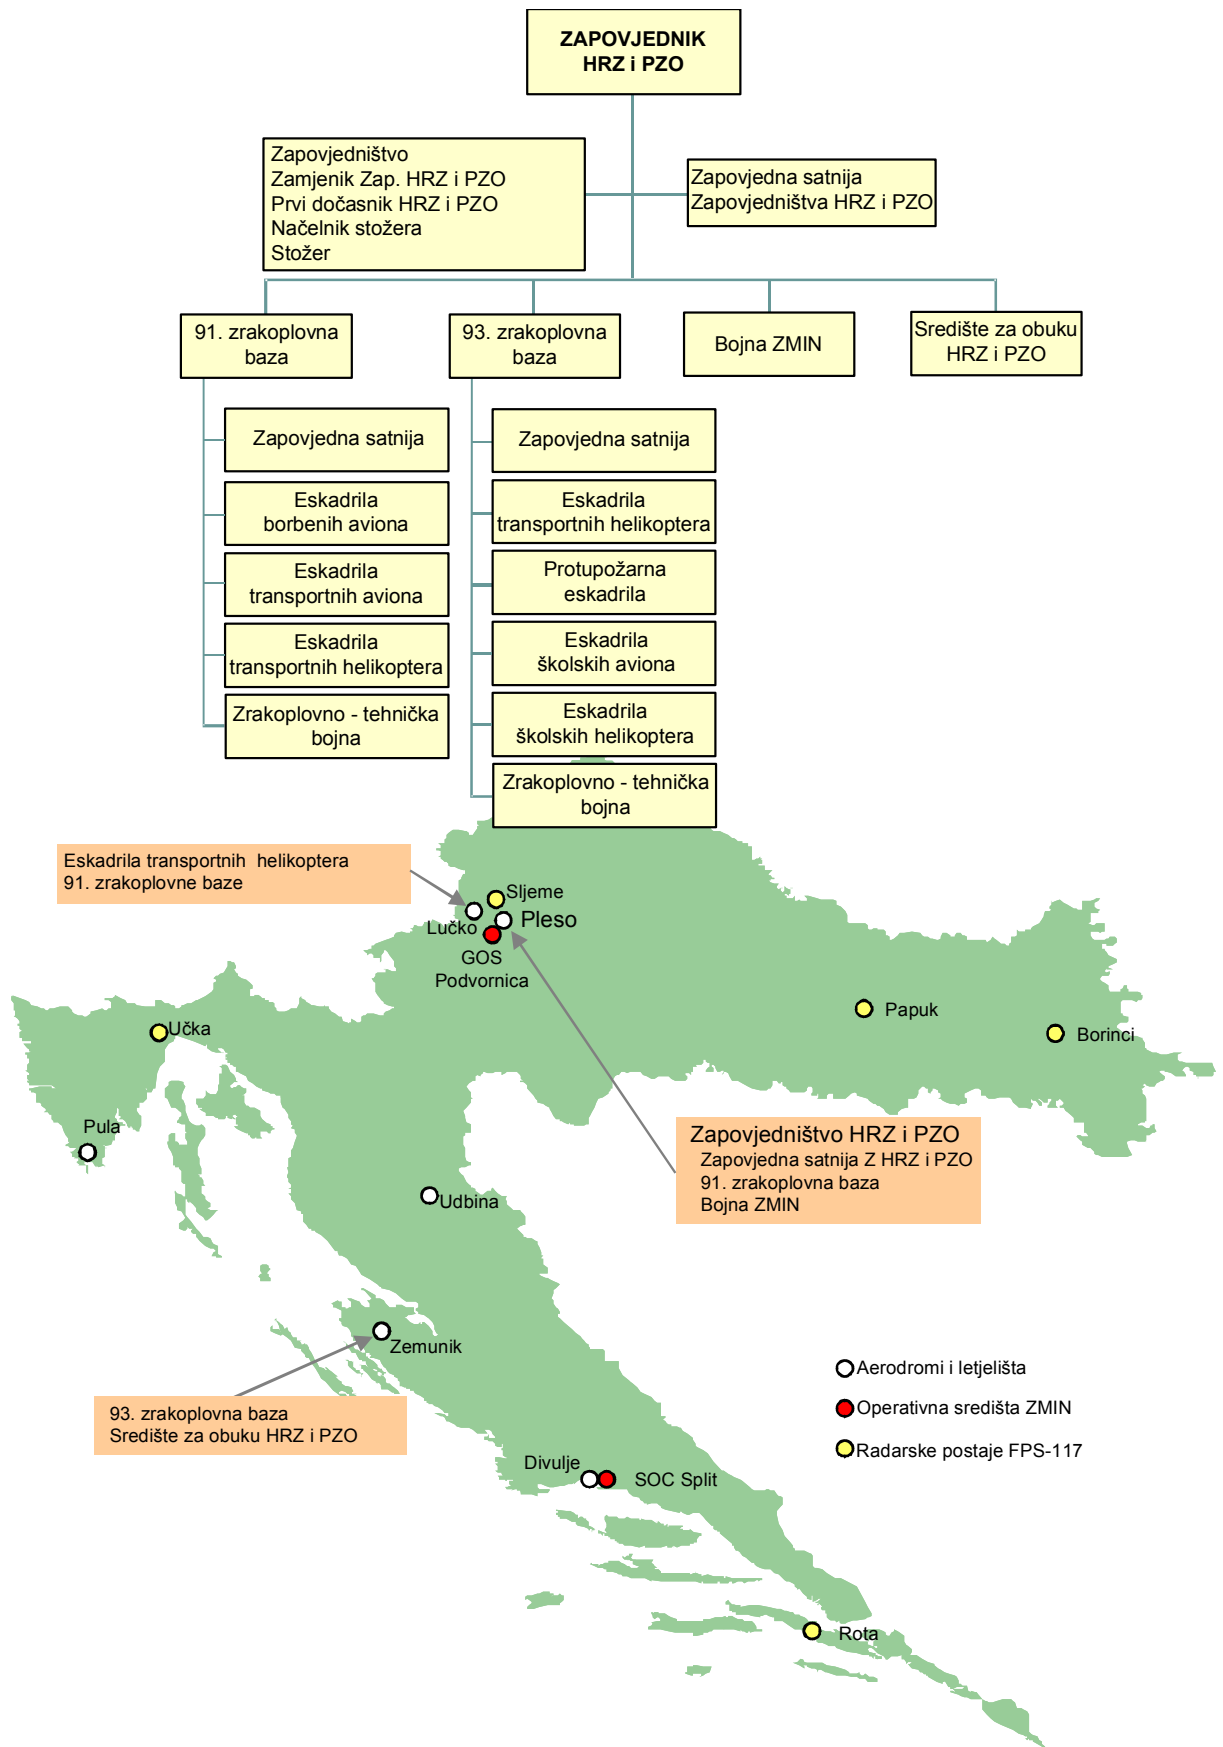 ZAPOVJEDNIK
HRZ i PZO
Zapovjedništvo
Zamjenik Zap. HRZ i PZO
Prvi dočasnik HRZ i PZO
Načelnik stožera
Stožer
Zapovjedna satnija
Zapovjedništva HRZ i PZO
91. zrakoplovna
baza
93. zrakoplovna
baza
Bojna ZMIN
Središte za obuku
HRZ i PZO
Zapovjedna satnija
Eskadrila
borbenih aviona
Eskadrila
transportnih aviona
Eskadrila
transportnih helikoptera
Zrakoplovno - tehnička
bojna
Zapovjedna satnija
Eskadrila
transportnih helikoptera
Protupožarna
eskadrila
Eskadrila
školskih aviona
Eskadrila
školskih helikoptera
Zrakoplovno - tehnička
bojna
Eskadrila transportnih helikoptera
91. zrakoplovne baze
Sljeme
Lučko
Pleso
GOS
Podvornica
Papuk
Učka
Borinci
Pula
Zapovjedništvo HRZ i PZO
Zapovjedna satnija Z HRZ i PZO
91. zrakoplovna baza
Bojna ZMIN
Udbina
Zemunik
Aerodromi i letjelišta
Operativna središta ZMIN
Radarske postaje FPS-117
93. zrakoplovna baza
Središte za obuku HRZ i PZO
Divulje
SOC Split
Rota